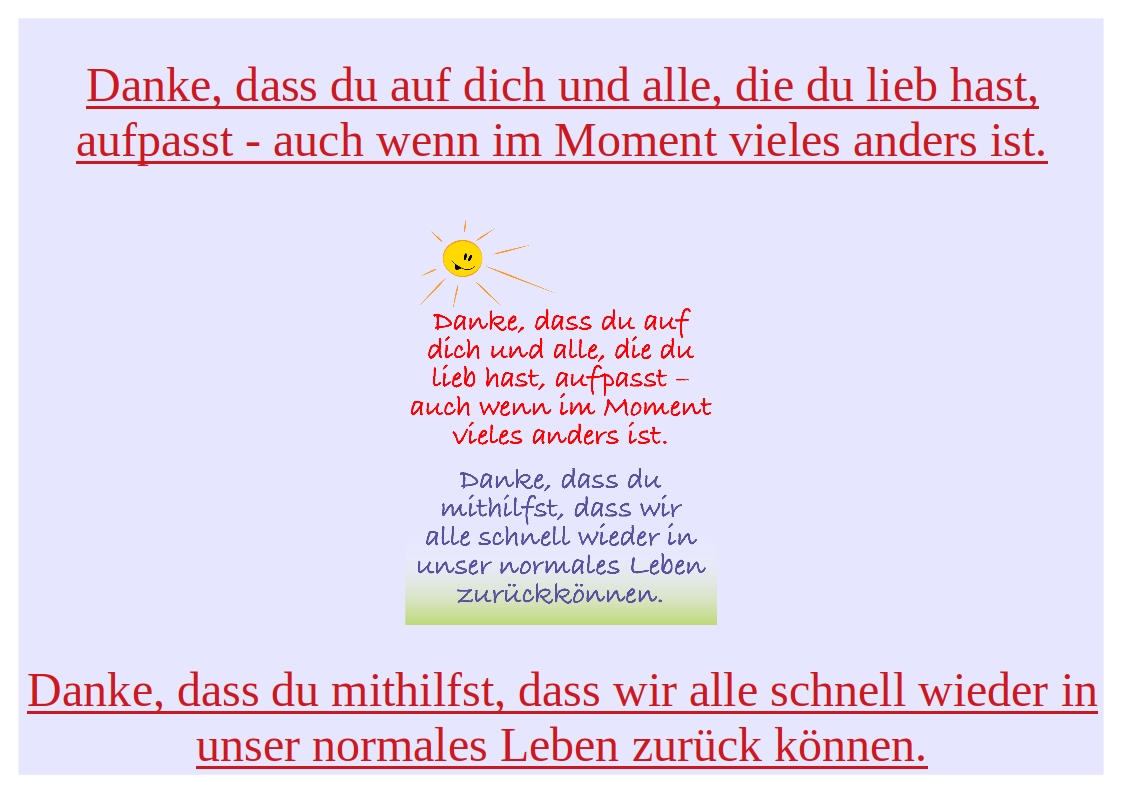 Danke, dass du auf dich und alle, die du lieb hast,
aufpasst - auch wenn im Moment vieles anders ist.
Danke, dass du auf
dich und alle, die du
lieb hast, aufpasst –
auch wenn im Moment
vieles anders ist.
Danke, dass du
mithilfst, dass wir
alle schnell wieder in
unser normales Leben
zurückkönnen.
Danke, dass du mithilfst, dass wir alle schnell wieder in
unser normales Leben zurück können.